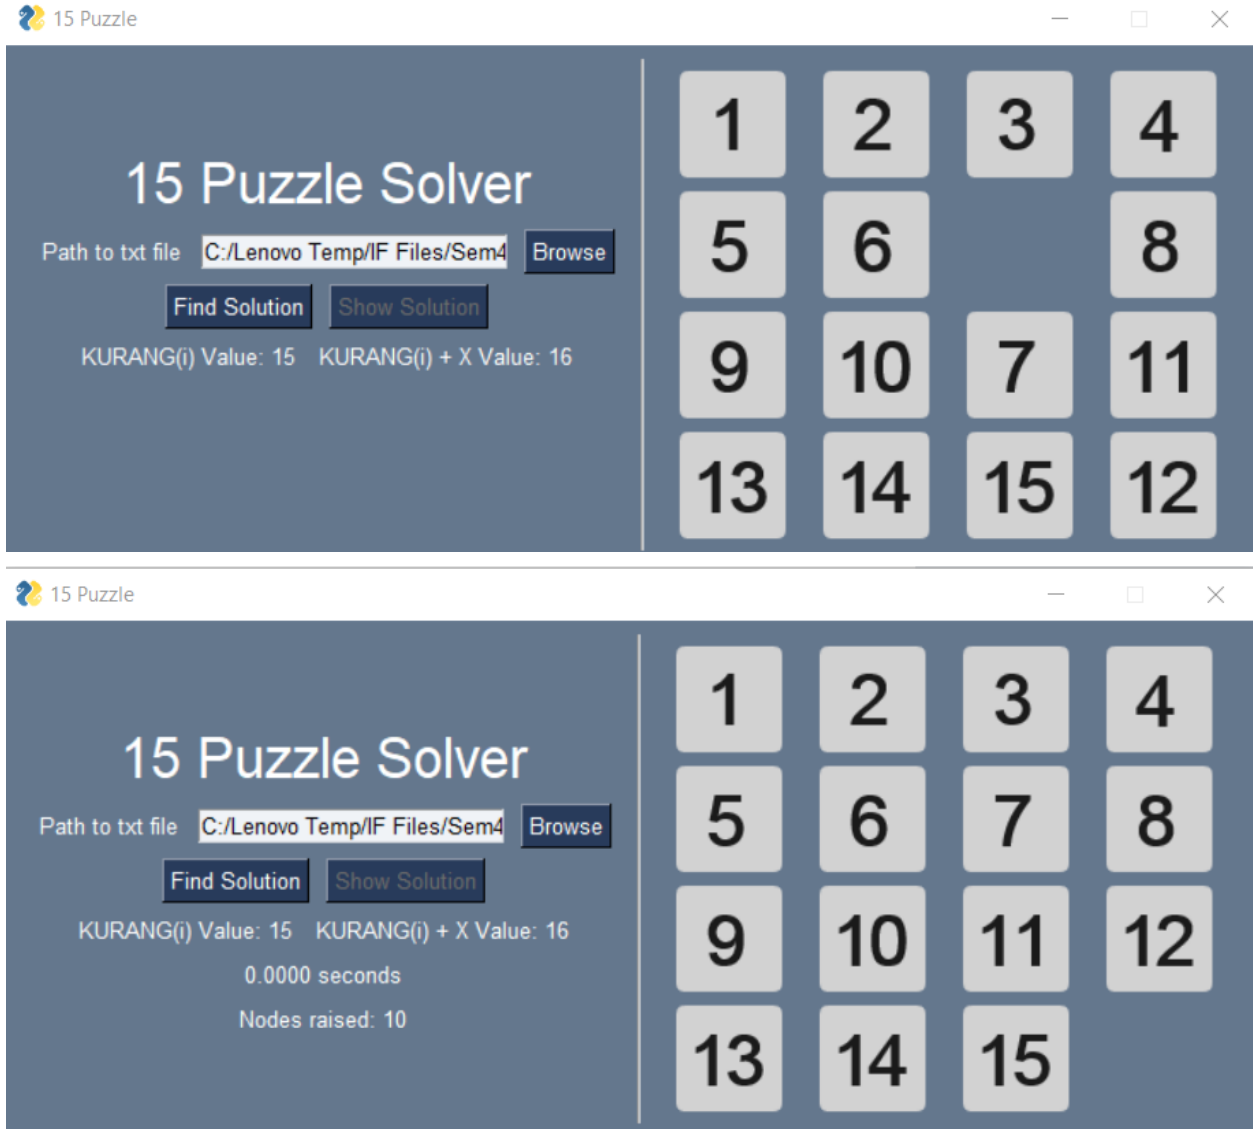 15 Puzzle
15 Puzzle Solver
Path to txt file C:/Lenovo Temp/IF Files/Sem4 Browse
Find Solution Show Solution
KURANG(i) Value: 15 KURANG(i) + X Value: 16
1 2 3 4
5 6 8
9 10 7 11
13 14 15 12
15 Puzzle
15 Puzzle Solver
Path to txt file C:/Lenovo Temp/IF Files/Sem4 Browse
Find Solution Show Solution
KURANG(i) Value: 15 KURANG(i) + X Value: 16
0.0000 seconds
Nodes raised: 10
1 2 3 4
5 6 7 8
9 10 11 12
13 14 15